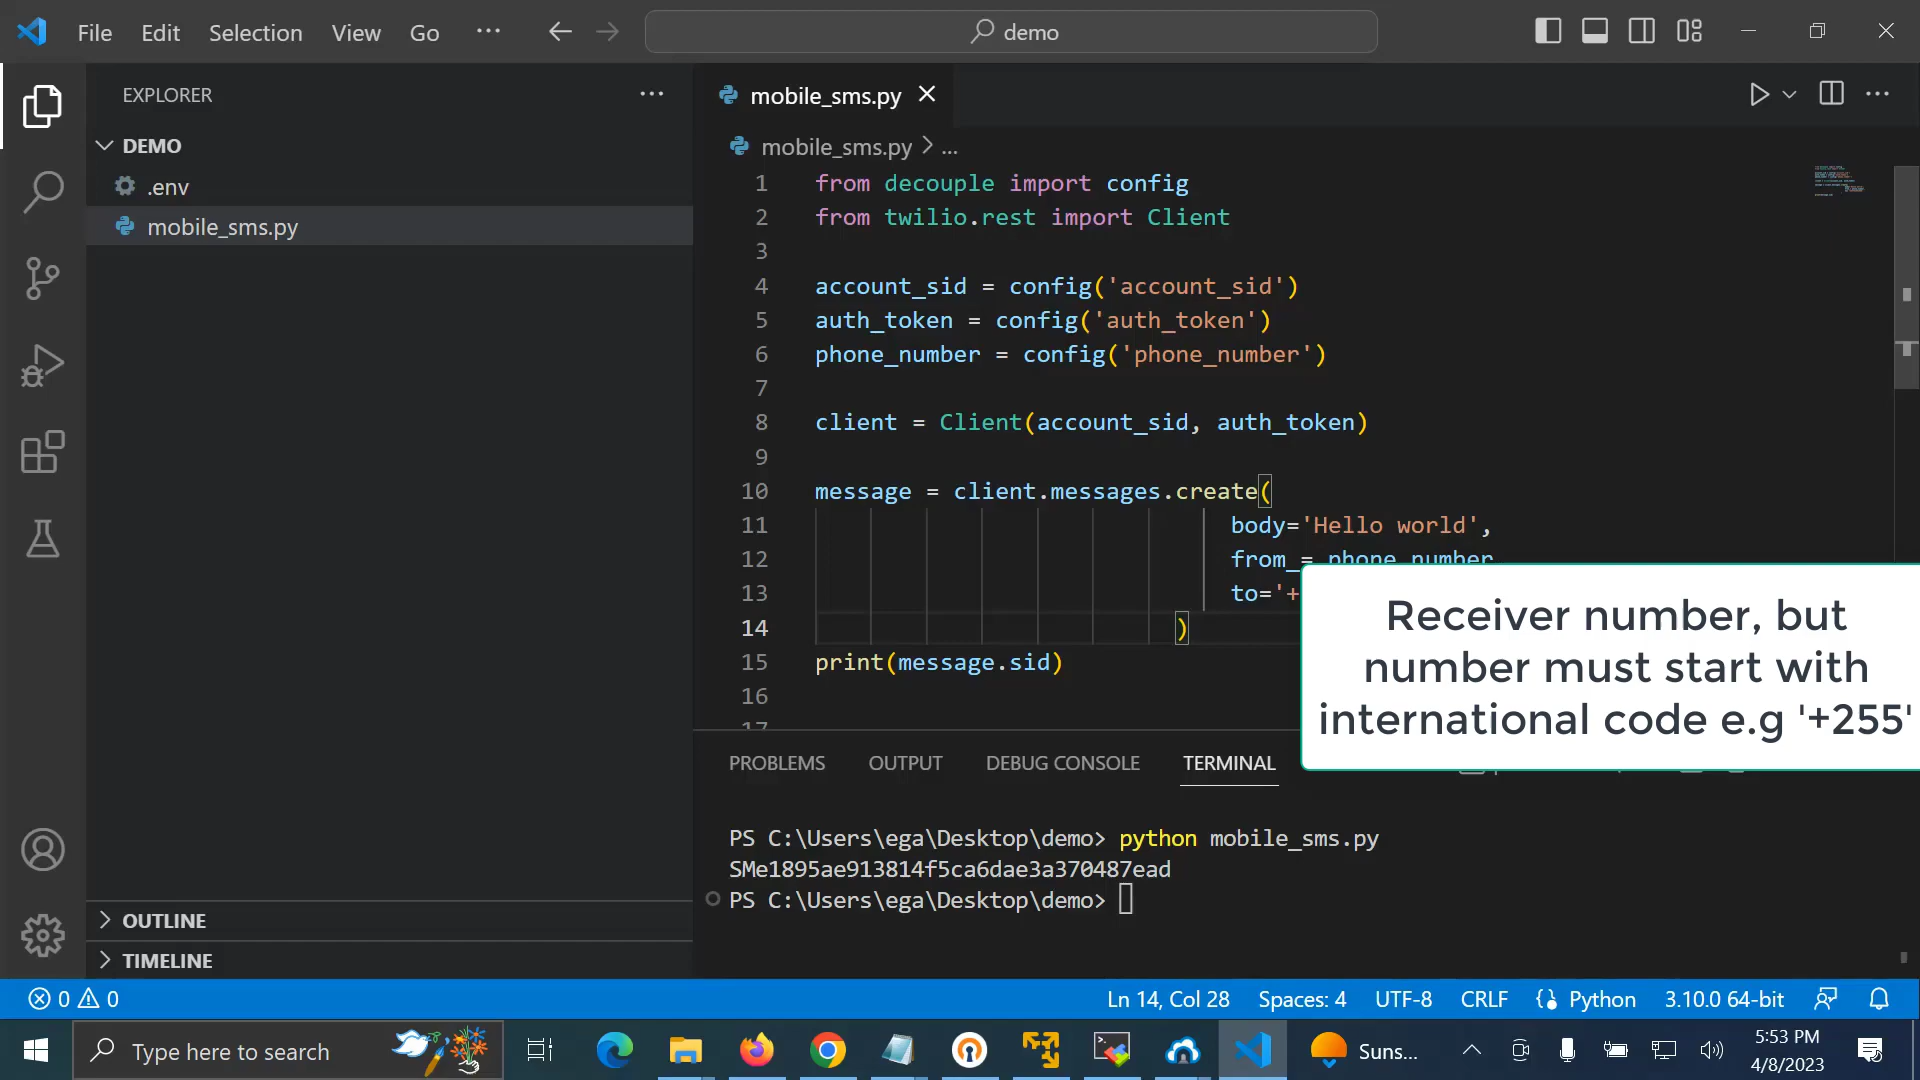 File Edit Selection View Go ...
demo
EXPLORER
DEMO
.env
mobile_sms.py
mobile_sms.py
mobile_sms.py > ...
1 from decouple import config
2 from twilio.rest import Client
3
4 account_sid = config('account_sid')
5 auth_token = config('auth_token')
6 phone_number = config('phone_number')
7
8 client = Client(account_sid, auth_token)
9
10 message = client.messages.create(
11 body='Hello world',
12 from_= phone_number
13 to='+
14 )
15 print(message.sid)
16
17
Receiver number, but
number must start with
international code e.g '+255'
PROBLEMS OUTPUT DEBUG CONSOLE TERMINAL
PS C:\Users\ega\Desktop\demo> python mobile_sms.py
SMe1895ae913814f5ca6dae3a370487ead
PS C:\Users\ega\Desktop\demo>
OUTLINE
TIMELINE
0 0
Ln 14, Col 28 Spaces: 4 UTF-8 CRLF Python 3.10.0 64-bit
Type here to search
Suns...
5:53 PM
4/8/2023